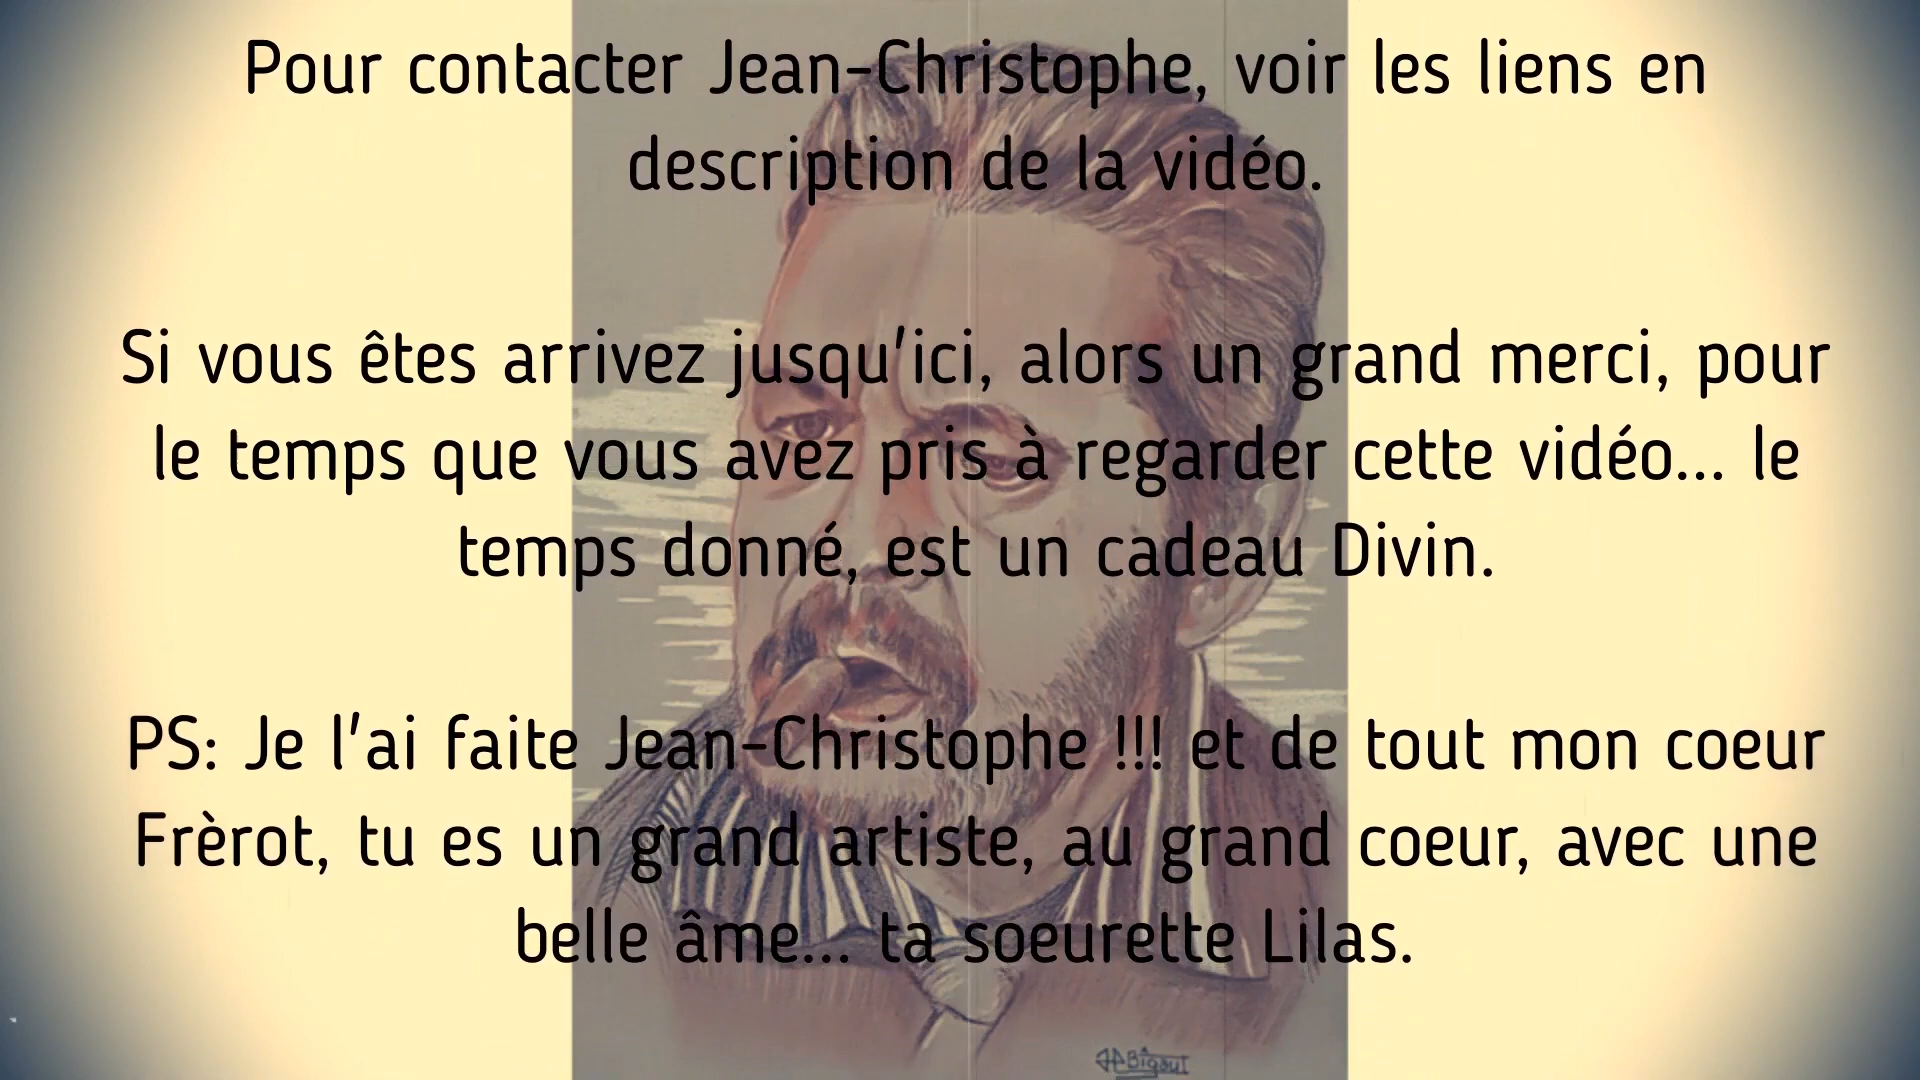 Pour contacter Jean-Christophe, voir les liens en
description de la vidéo.
Si vous êtes arrivez jusqu'ici, alors un grand merci, pour
le temps que vous avez pris à regarder cette vidéo... le
temps donné, est un cadeau Divin.
PS: Je l'ai faite Jean-Christophe !!! et de tout mon coeur
Frèrot, tu es un grand artiste, au grand coeur, avec une
belle âme... ta soeurette Lilas.